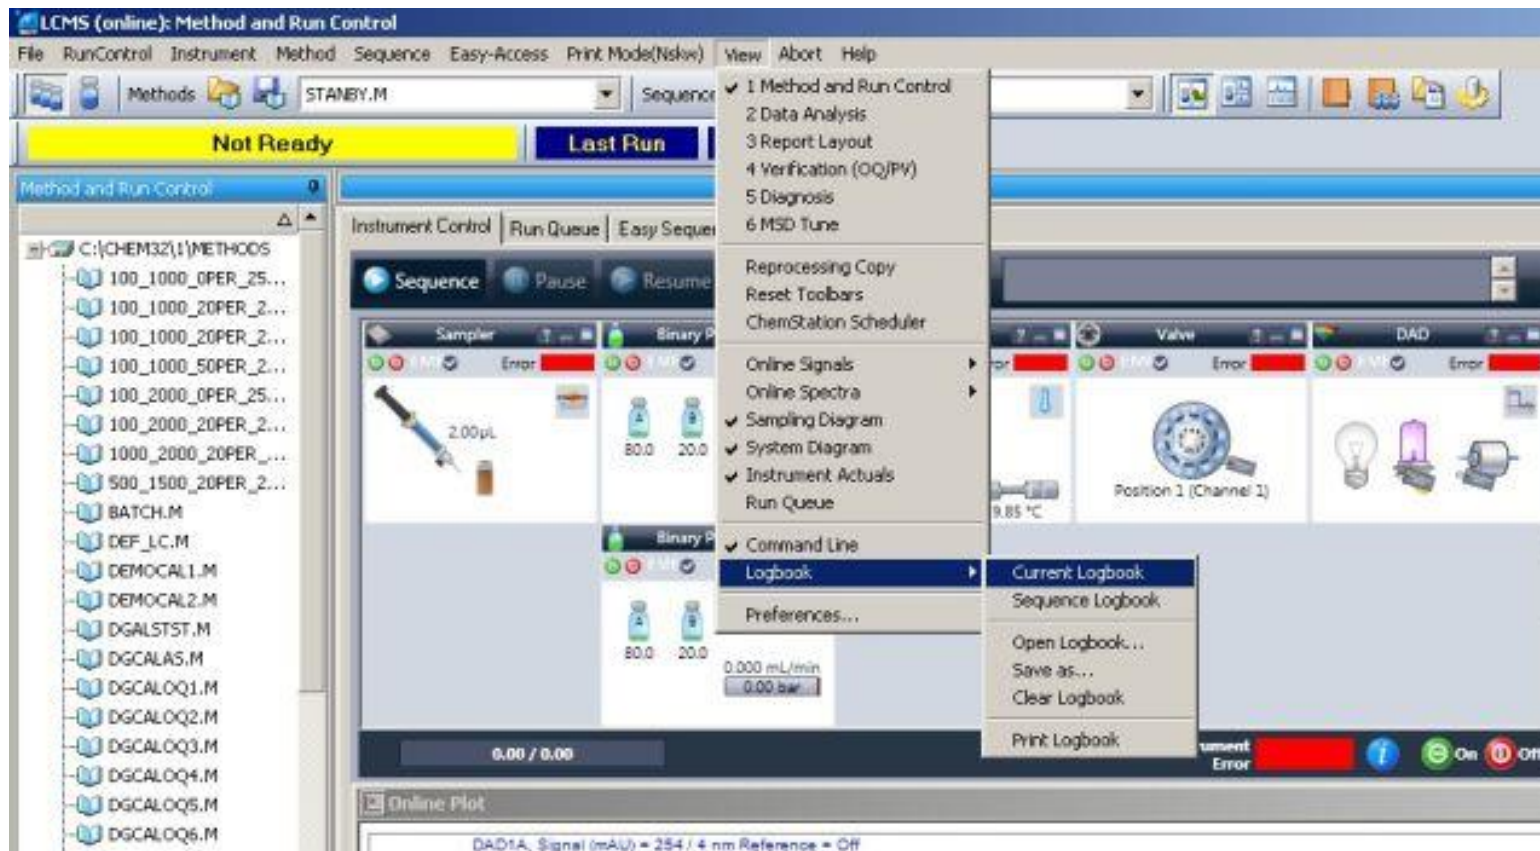 LCMS (online): Method and Run Control
File RunControl Instrument Method Sequence Easy-Access Print Mode(Nskw) View Abort Help
Methods STANBY.M Sequence
Not Ready Last Run
Method and Run Control
C:\CHEM32\1\METHODS
100_1000_0PER_25...
100_1000_20PER_2...
100_1000_20PER_2...
100_1000_50PER_2...
100_2000_0PER_25...
100_2000_20PER_2...
1000_2000_20PER_...
500_1500_20PER_2...
BATCH.M
DEF_LC.M
DEMOCAL1.M
DEMOCAL2.M
DGALSTST.M
DGCALAS.M
DGCALOQ1.M
DGCALOQ2.M
DGCALOQ3.M
DGCALOQ4.M
DGCALOQ5.M
DGCALOQ6.M
Instrument Control Run Queue Easy Seque
Sequence Pause Resume
Sampler
Error
2.00µL
Binary P
A B
80.0 20.0
Binary P
A B
80.0 20.0
0.000 mL/min
0.00 bar
1 Method and Run Control
2 Data Analysis
3 Report Layout
4 Verification (OQ/PV)
5 Diagnosis
6 MSD Tune
Reprocessing Copy
Reset Toolbars
ChemStation Scheduler
Online Signals
Online Spectra
Sampling Diagram
System Diagram
Instrument Actuals
Run Queue
Command Line
Logbook
Preferences...
Current Logbook
Sequence Logbook
Open Logbook...
Save as...
Clear Logbook
Print Logbook
9.85 °C
Valve
Error
Position 1 (Channel 1)
DAD
Error
0.00 / 0.00
ument
Error
On Off
Online Plot
DAD1A, Signal (mAU) = 254 / 4 nm Reference = Off